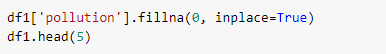 df1['pollution'].fillna(0, inplace=True)
df1.head(5)